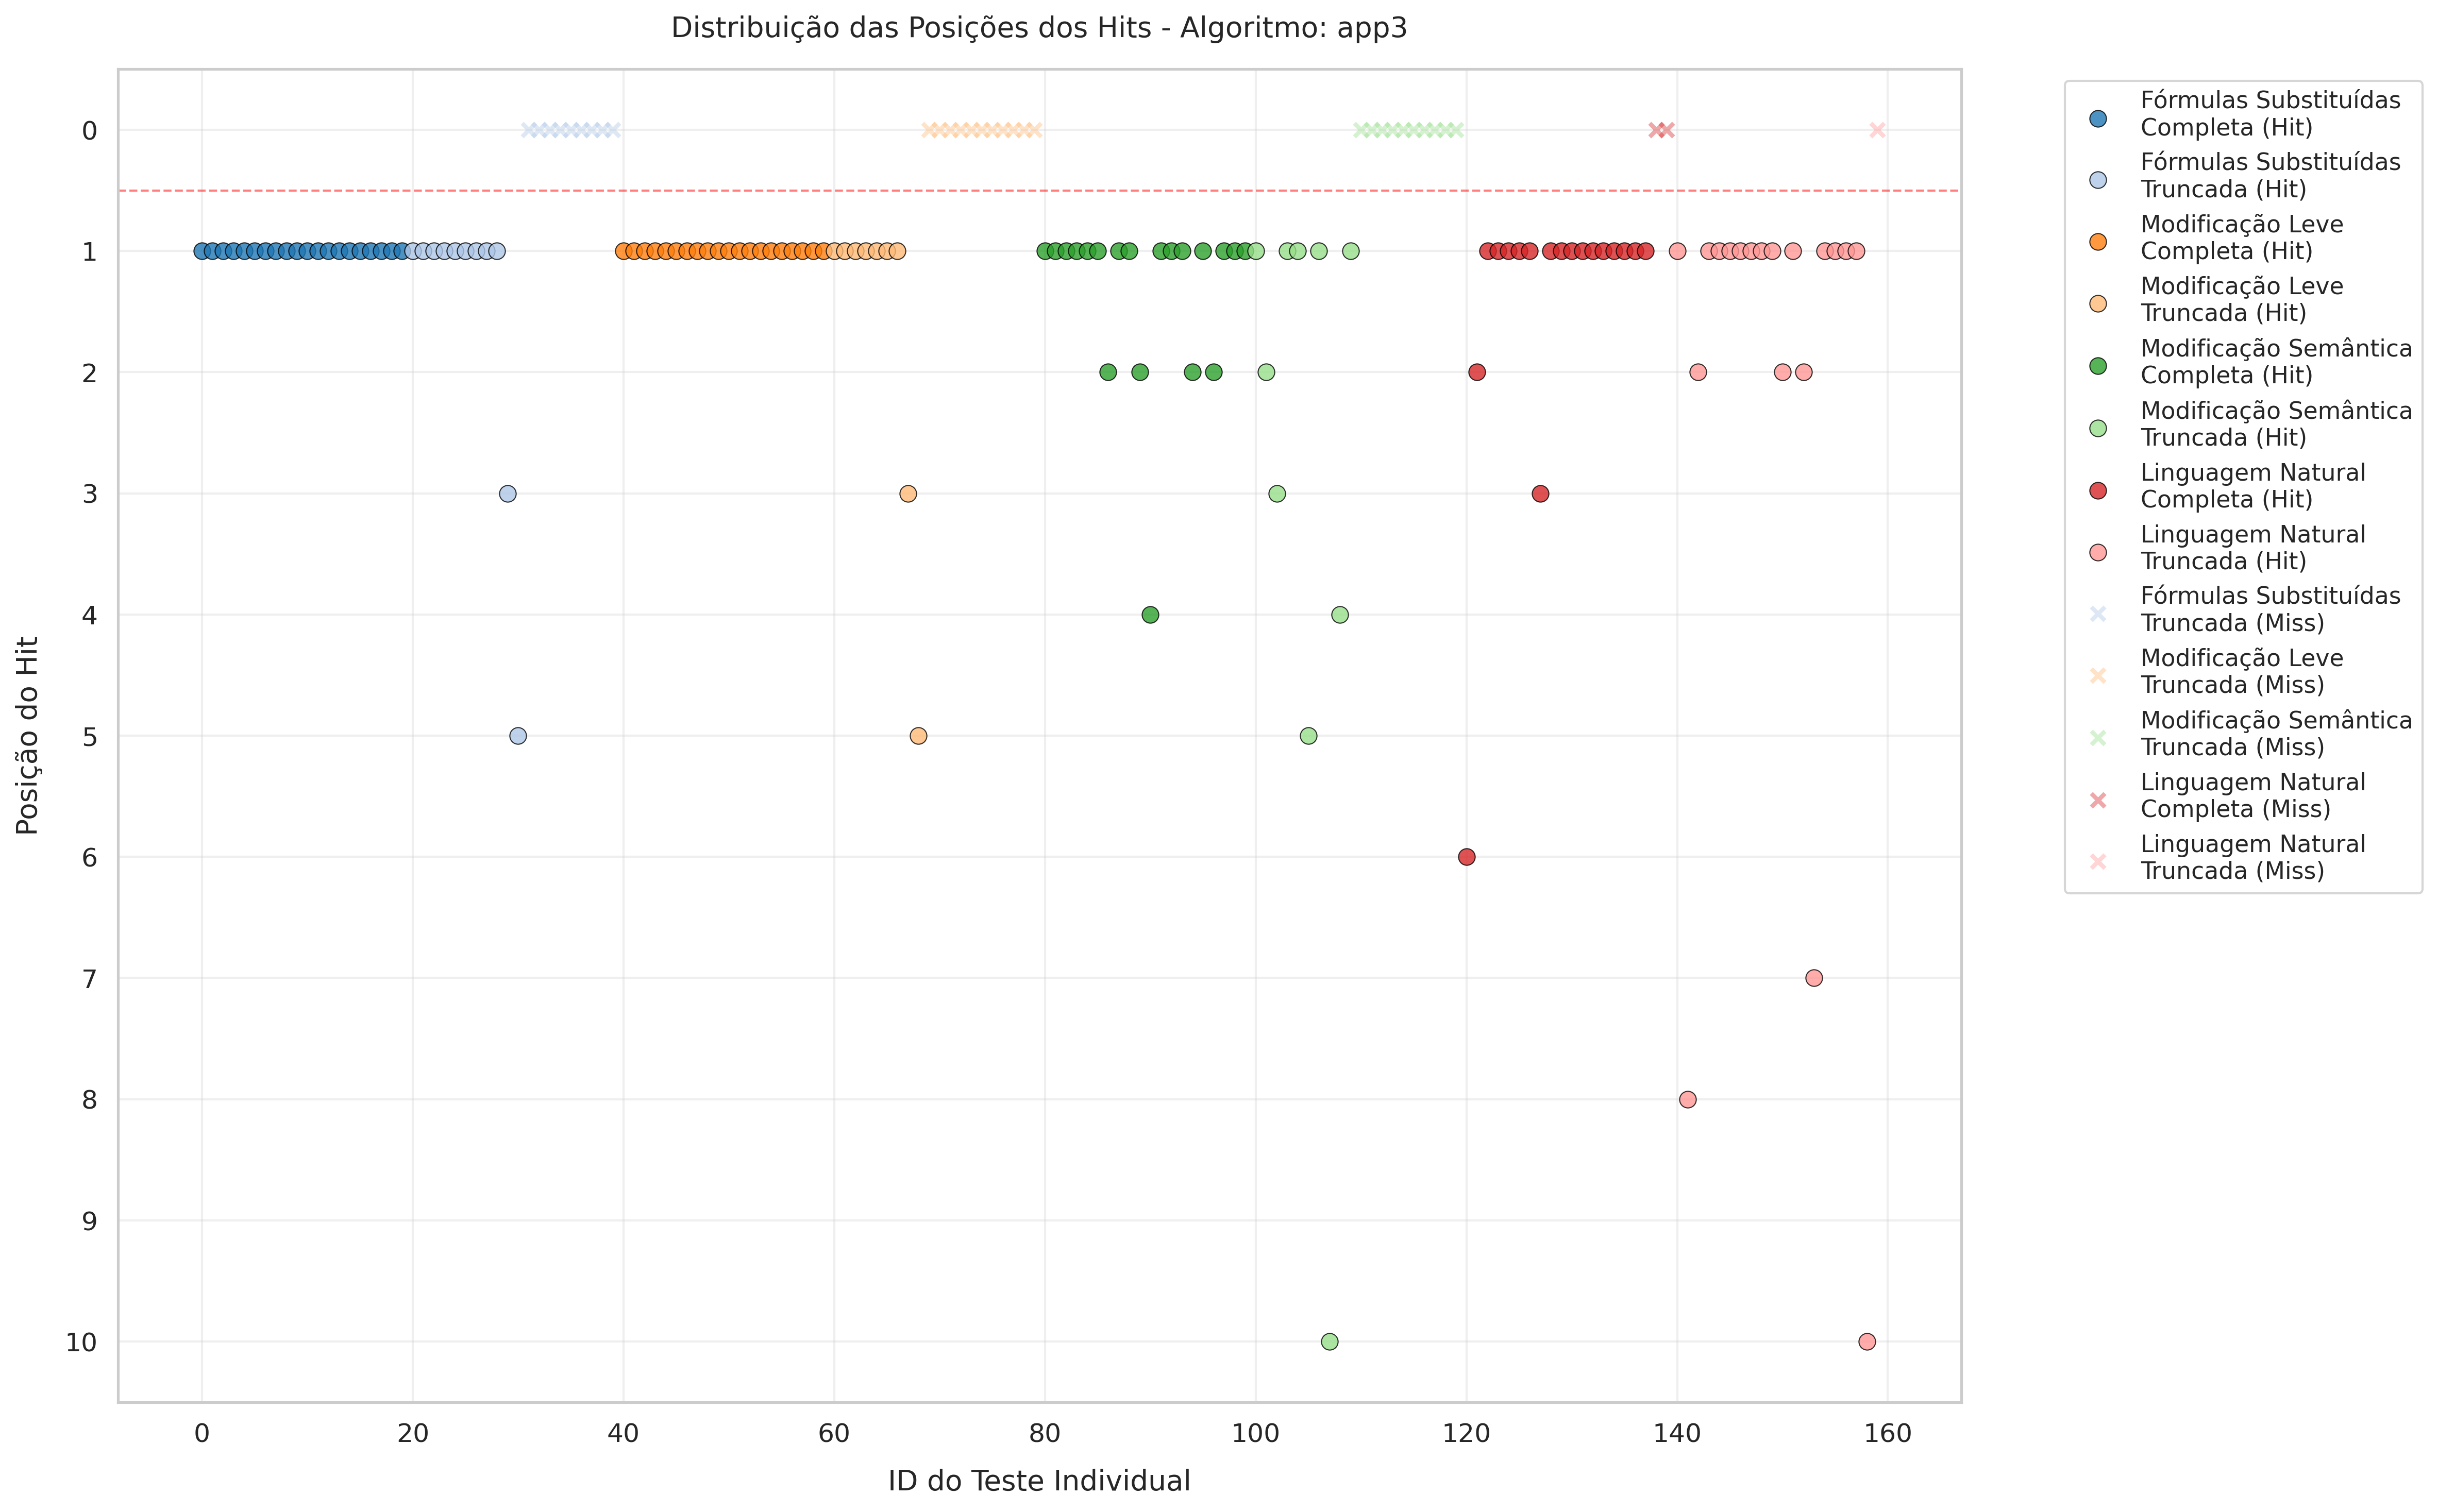 Distribuição das Posições dos Hits - Algoritmo: app3
Posição do Hit
0
1
2
3
4
5
6
7
8
9
10
0
20
40
60
80
100
120
140
160
ID do Teste Individual
Fórmulas Substituídas
Completa (Hit)
Fórmulas Substituídas
Truncada (Hit)
Modificação Leve
Completa (Hit)
Modificação Leve
Truncada (Hit)
Modificação Semântica
Completa (Hit)
Modificação Semântica
Truncada (Hit)
Linguagem Natural
Completa (Hit)
Linguagem Natural
Truncada (Hit)
Fórmulas Substituídas
Truncada (Miss)
Modificação Leve
Truncada (Miss)
Modificação Semântica
Truncada (Miss)
Linguagem Natural
Completa (Miss)
Linguagem Natural
Truncada (Miss)